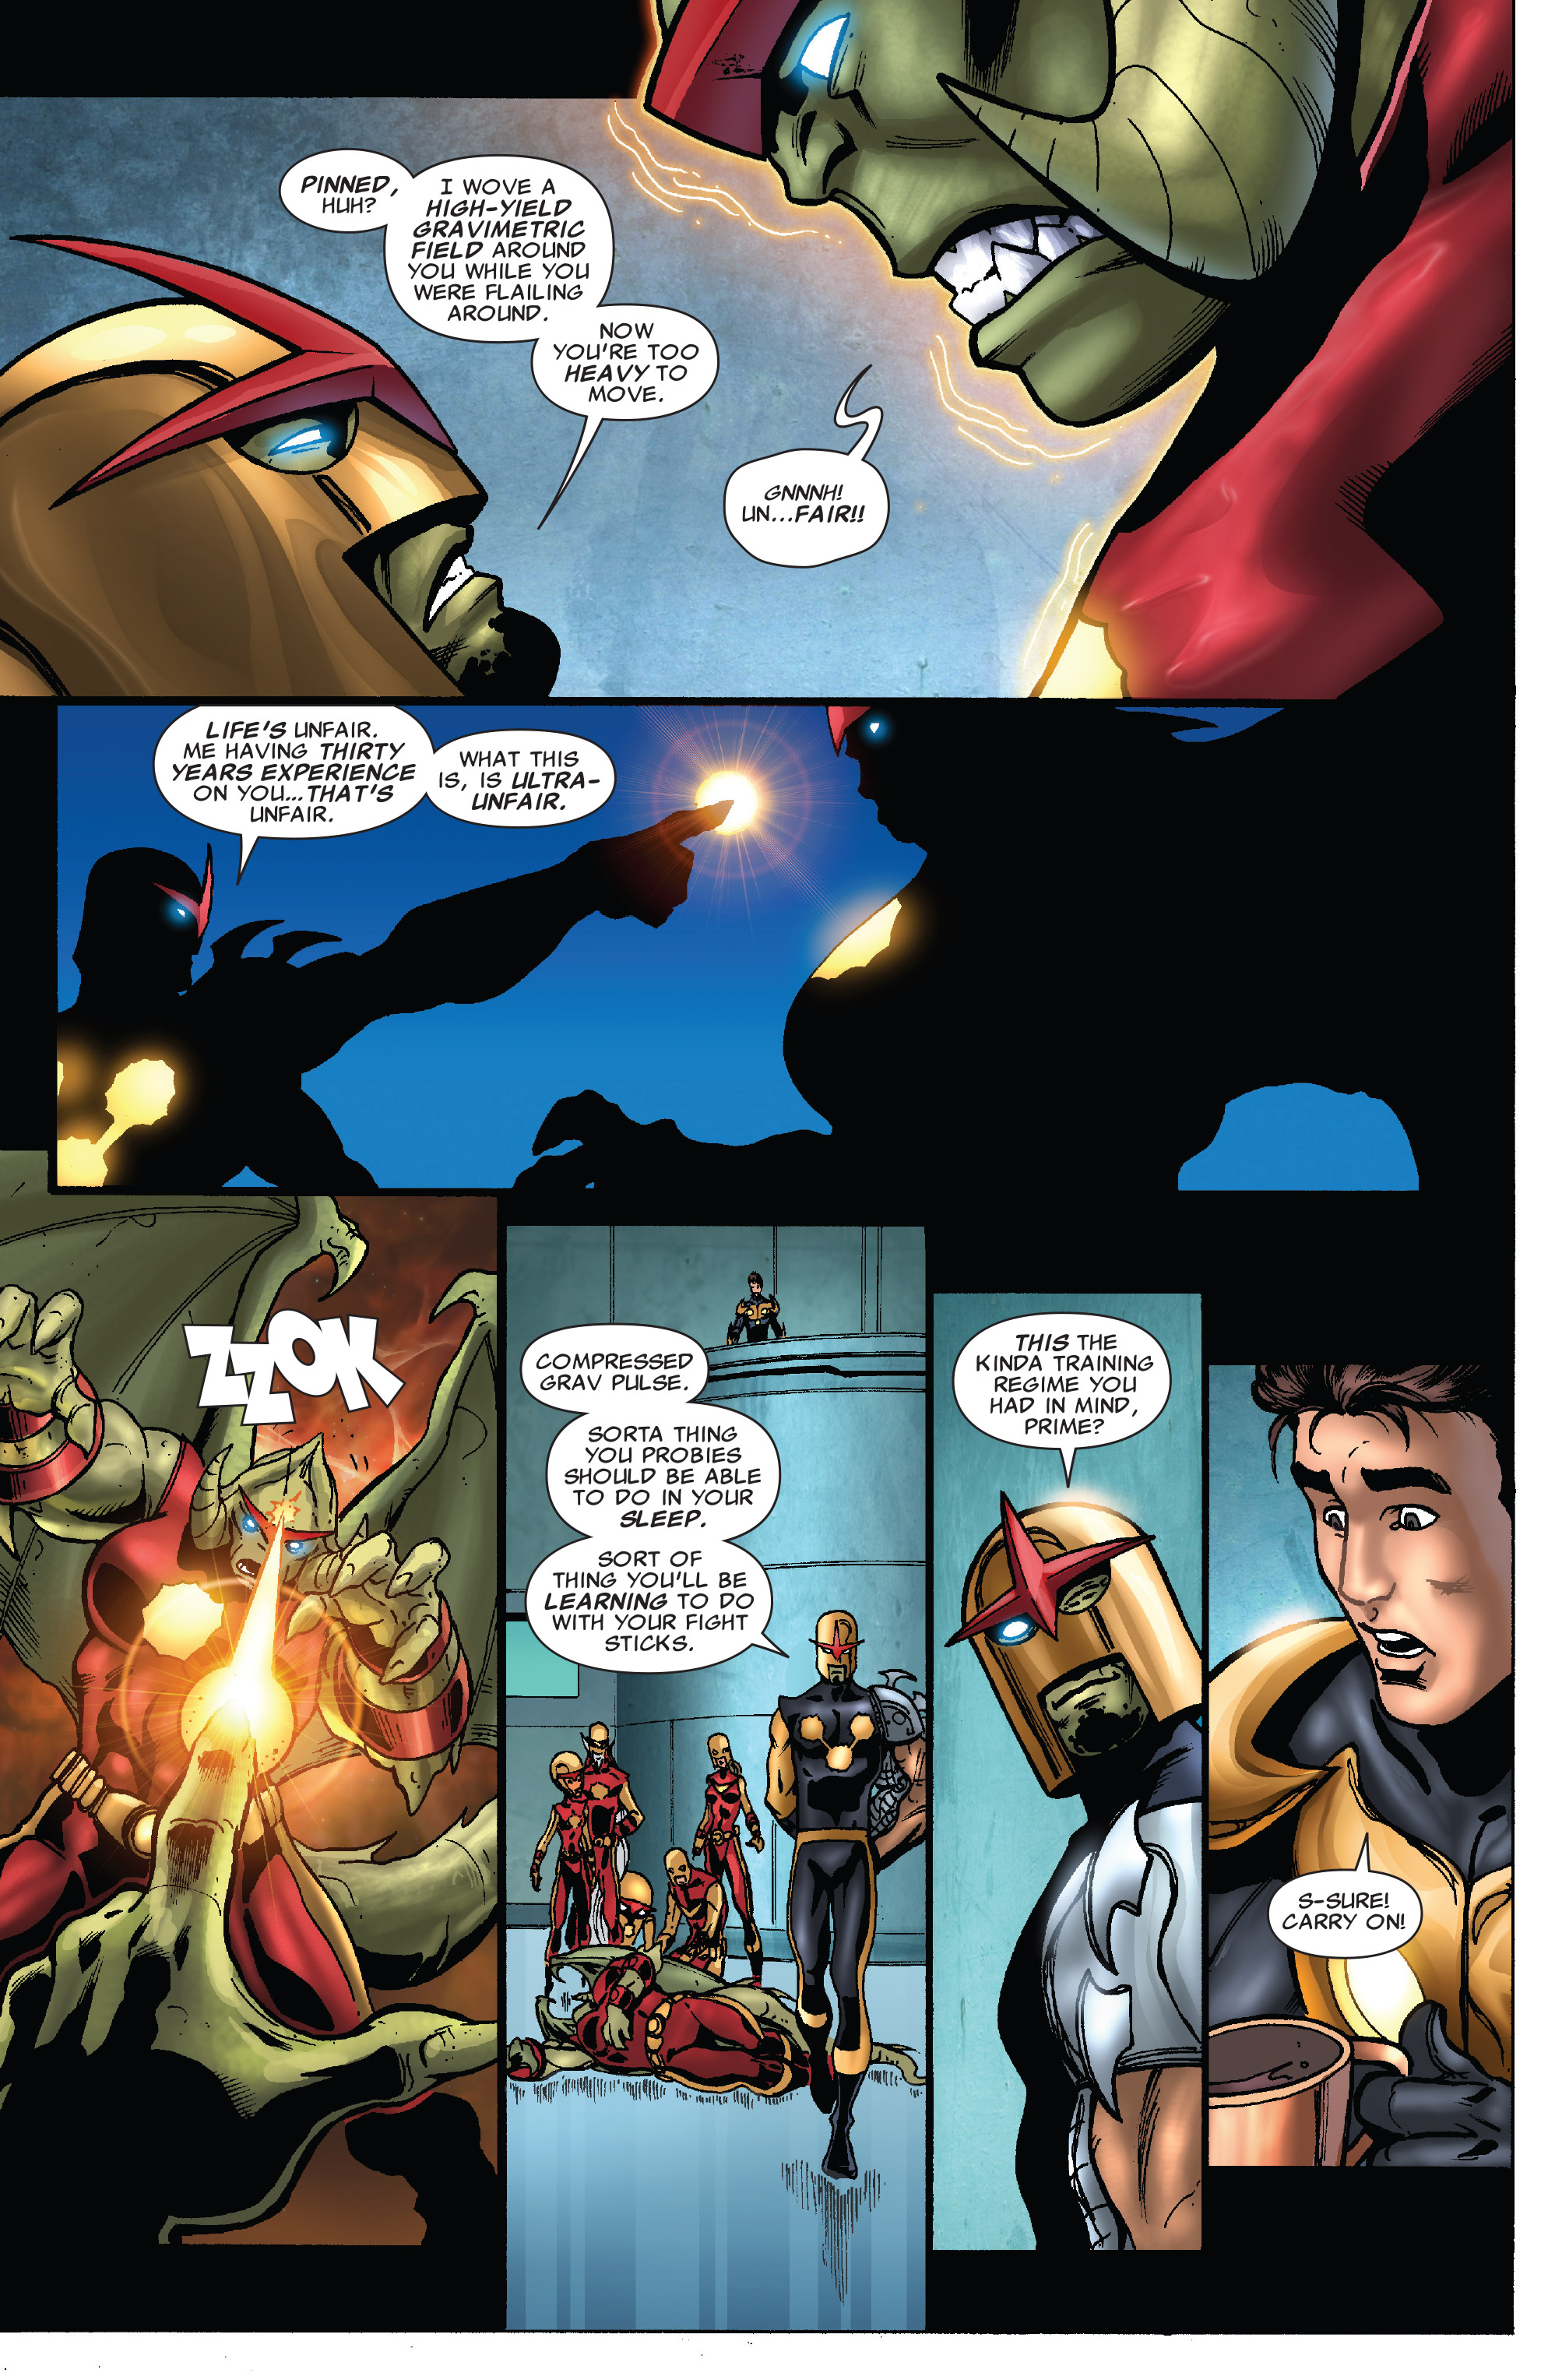 PINNED,
HUH?
I WOVE A
HIGH-YIELD
GRAVIMETRIC
FIELD AROUND
YOU WHILE YOU
WERE FLAILING
AROUND.
NOW
YOU'RE TOO
HEAVY TO
MOVE.
GNNNH!
UN...FAIR!!
LIFE'S UNFAIR.
ME HAVING THIRTY
YEARS EXPERIENCE
ON YOU...THAT'S
UNFAIR.
WHAT THIS
IS, IS ULTRA-
UNFAIR.
ZZOK
COMPRESSED
GRAV PULSE.
SORTA THING
YOU PROBIES
SHOULD BE ABLE
TO DO IN YOUR
SLEEP.
SORT OF
THING YOU'LL BE
LEARNING TO DO
WITH YOUR FIGHT
STICKS.
THIS THE
KINDA TRAINING
REGIME YOU
HAD IN MIND,
PRIME?
S-SURE!
CARRY ON!